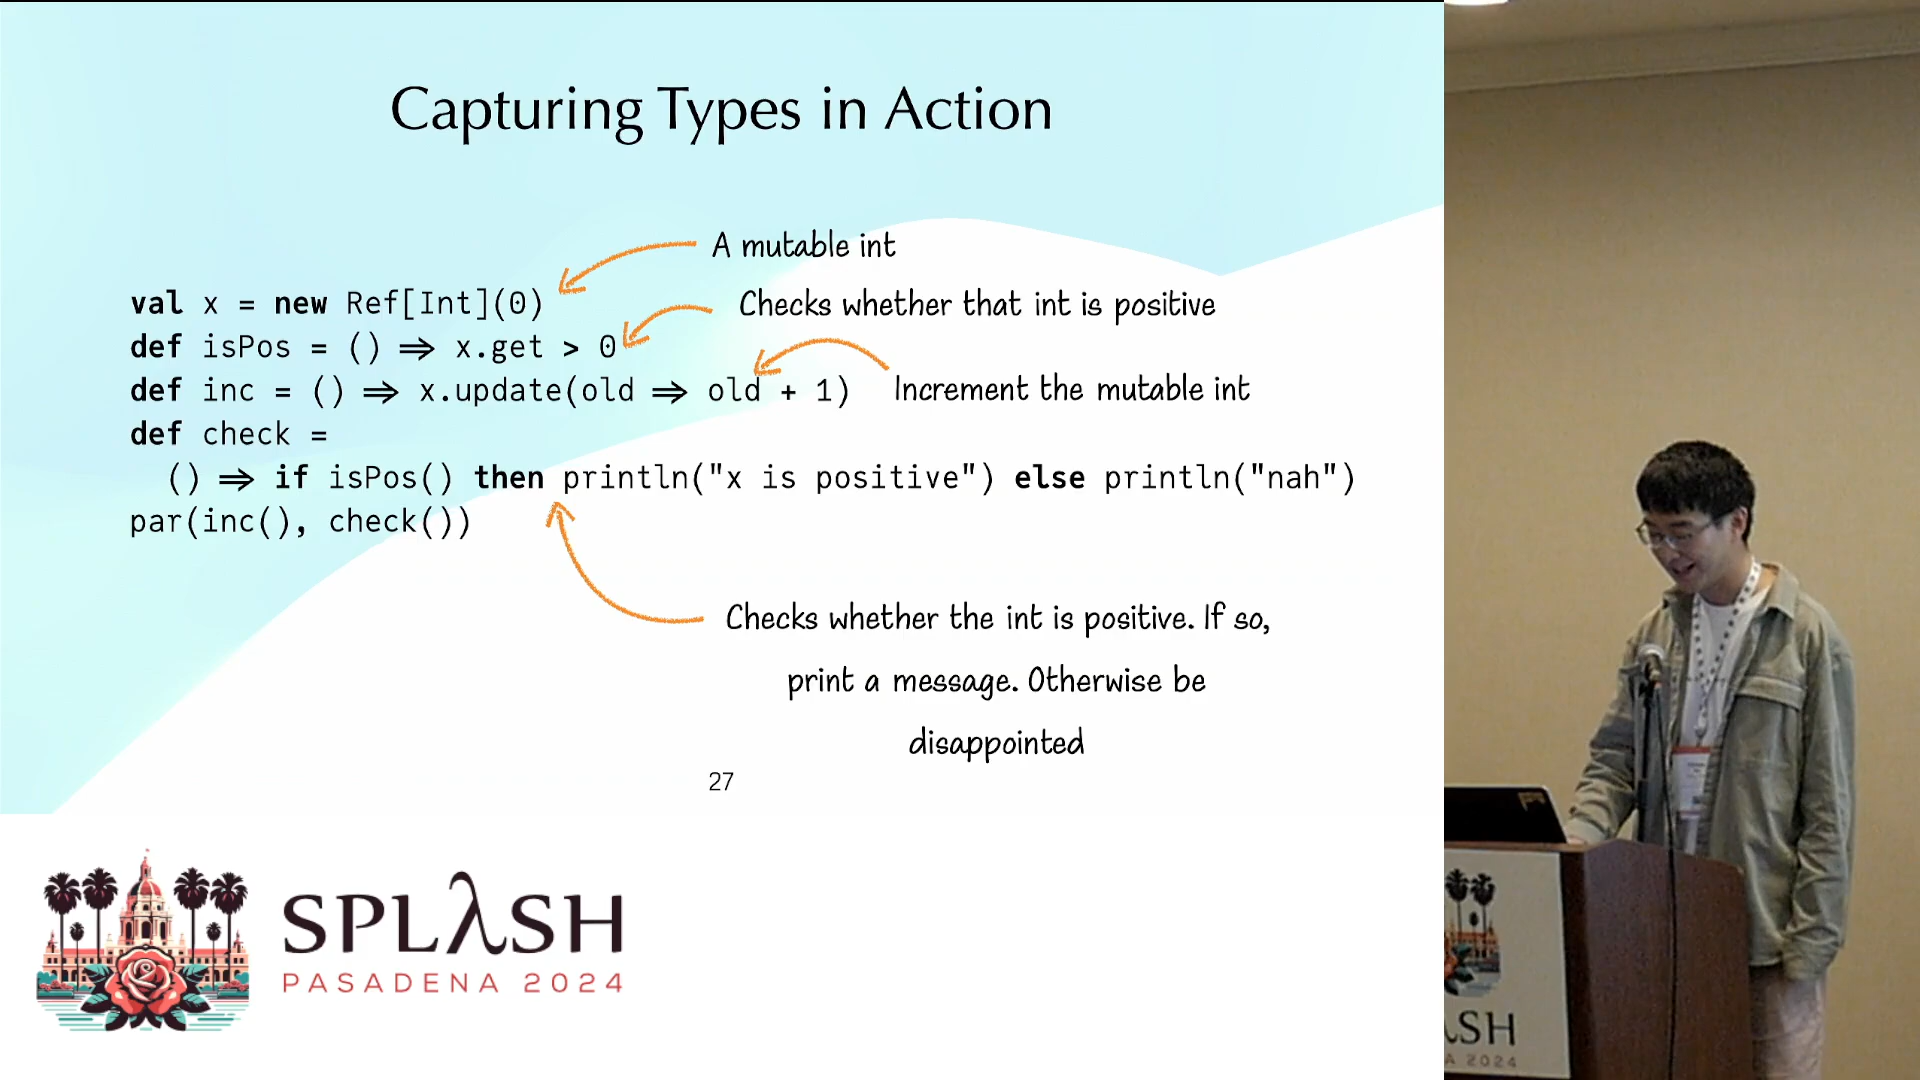 Capturing Types in Action
A mutable int
val x = new Ref[Int](0)
Checks whether that int is positive
def isPos = () ⇒ x.get > 0
def inc = () ⇒ x.update(old ⇒ old + 1)
Increment the mutable int
def check =
() ⇒ if isPos() then println("x is positive") else println("nah")
par(inc(), check())
Checks whether the int is positive. If so,
print a message. Otherwise be
disappointed
27
SPLλSH
PASADENA 2024
λSH
A 2024